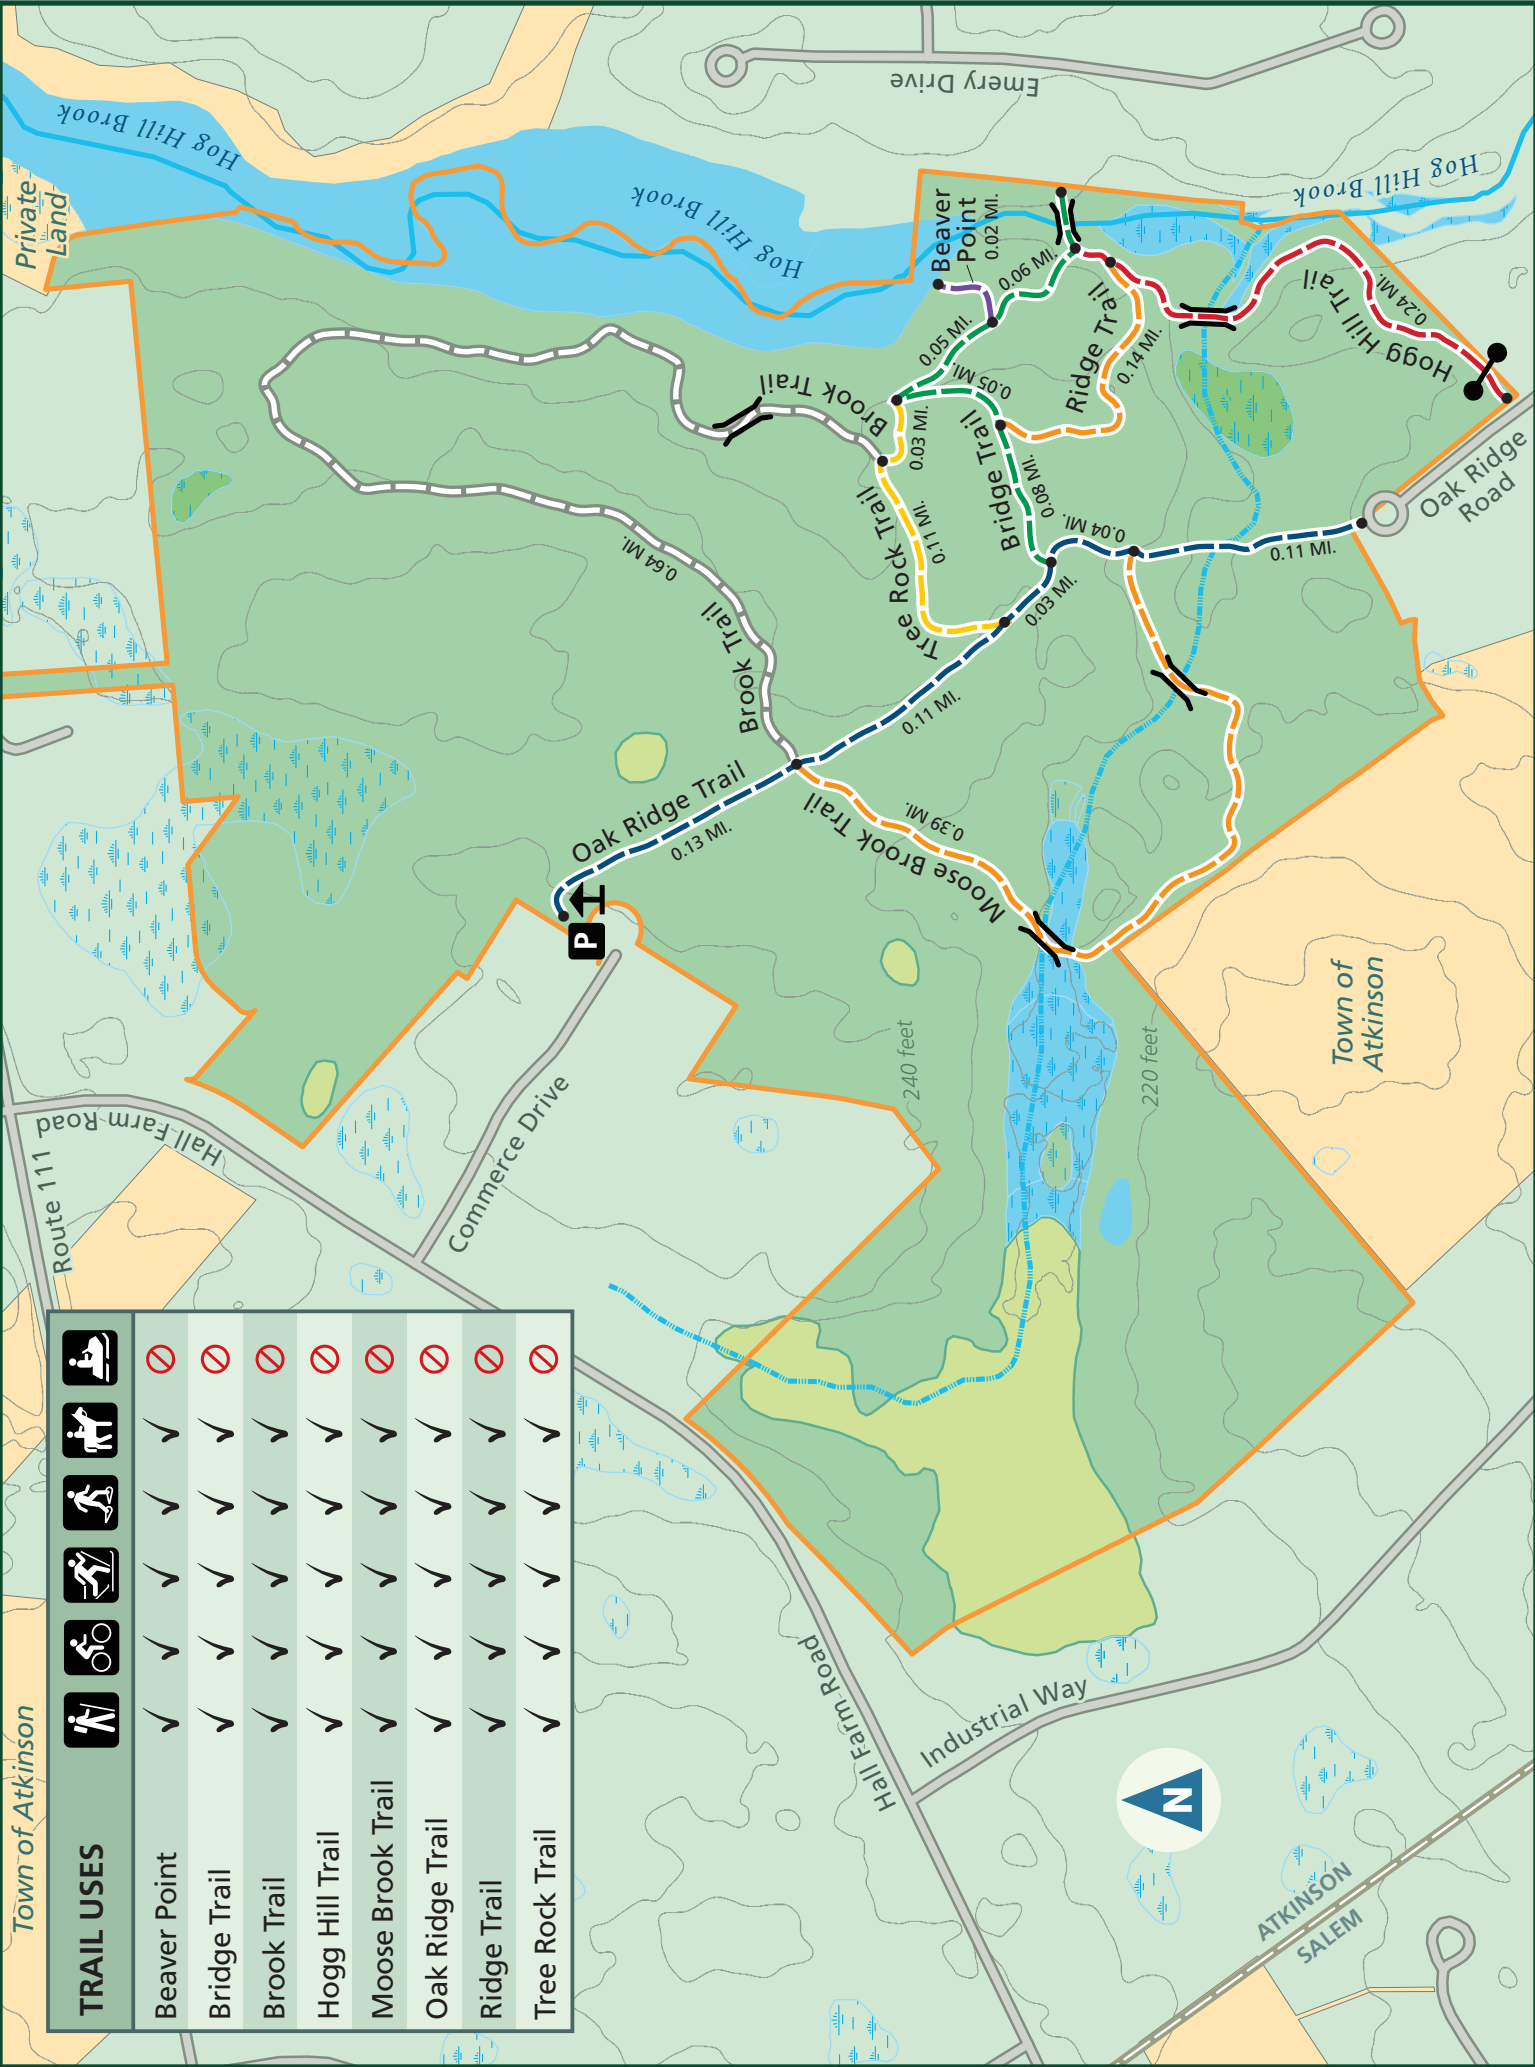 TRAIL USES
Beaver Point
Bridge Trail
Brook Trail
Hogg Hill Trail
Moose Brook Trail
Oak Ridge Trail
Ridge Trail
Tree Rock Trail
Town of Atkinson
Route 111
Hall Farm Road
Commerce Drive
Hall Farm Road
Industrial Way
ATKINSON
SALEM
N
Private
Land
Hog Hill Brook
Hog Hill Brook
Hog Hill Brook
Emery Drive
P
Oak Ridge Trail
0.13 MI.
Brook Trail
0.64 MI.
Brook Trail
Moose Brook Trail
0.39 MI.
0.11 MI.
Tree Rock Trail
0.11 MI.
0.03 MI.
0.03 MI.
Bridge Trail
0.08 MI.
0.05 MI.
0.05 MI.
0.06 MI.
Beaver
Point
0.02 MI.
Ridge Trail
0.14 MI.
Hogg Hill Trail
0.24 MI.
0.04 MI.
0.11 MI.
Oak Ridge
Road
240 feet
220 feet
Town of
Atkinson